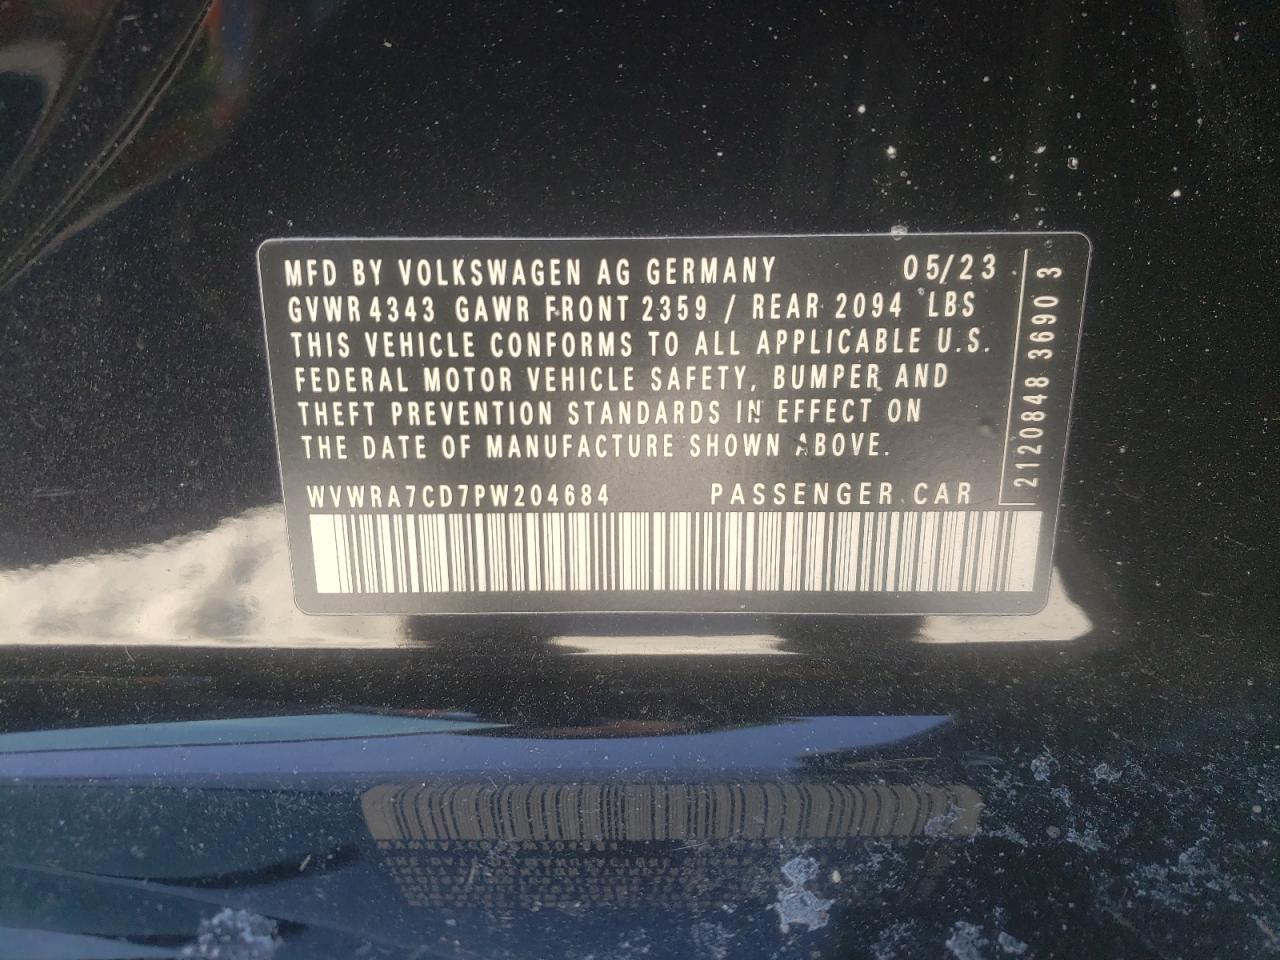 MFD BY VOLKSWAGEN AG GERMANY 05/23
GVWR 4343 GAWR FRONT 2359 / REAR 2094 LBS
THIS VEHICLE CONFORMS TO ALL APPLICABLE U.S.
FEDERAL MOTOR VEHICLE SAFETY, BUMPER AND
THEFT PREVENTION STANDARDS IN EFFECT ON
THE DATE OF MANUFACTURE SHOWN ABOVE.
WVWRA7CD7PW204684 PASSENGER CAR
2120848 36903